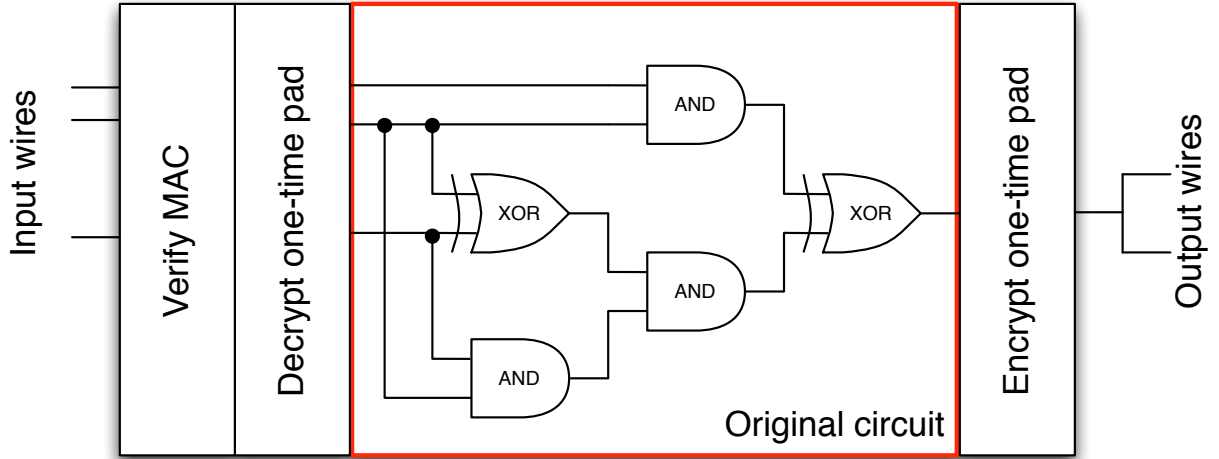 Input wires
Verify MAC
Decrypt one-time pad
AND
XOR
XOR
AND
AND
Original circuit
Encrypt one-time pad
Output wires